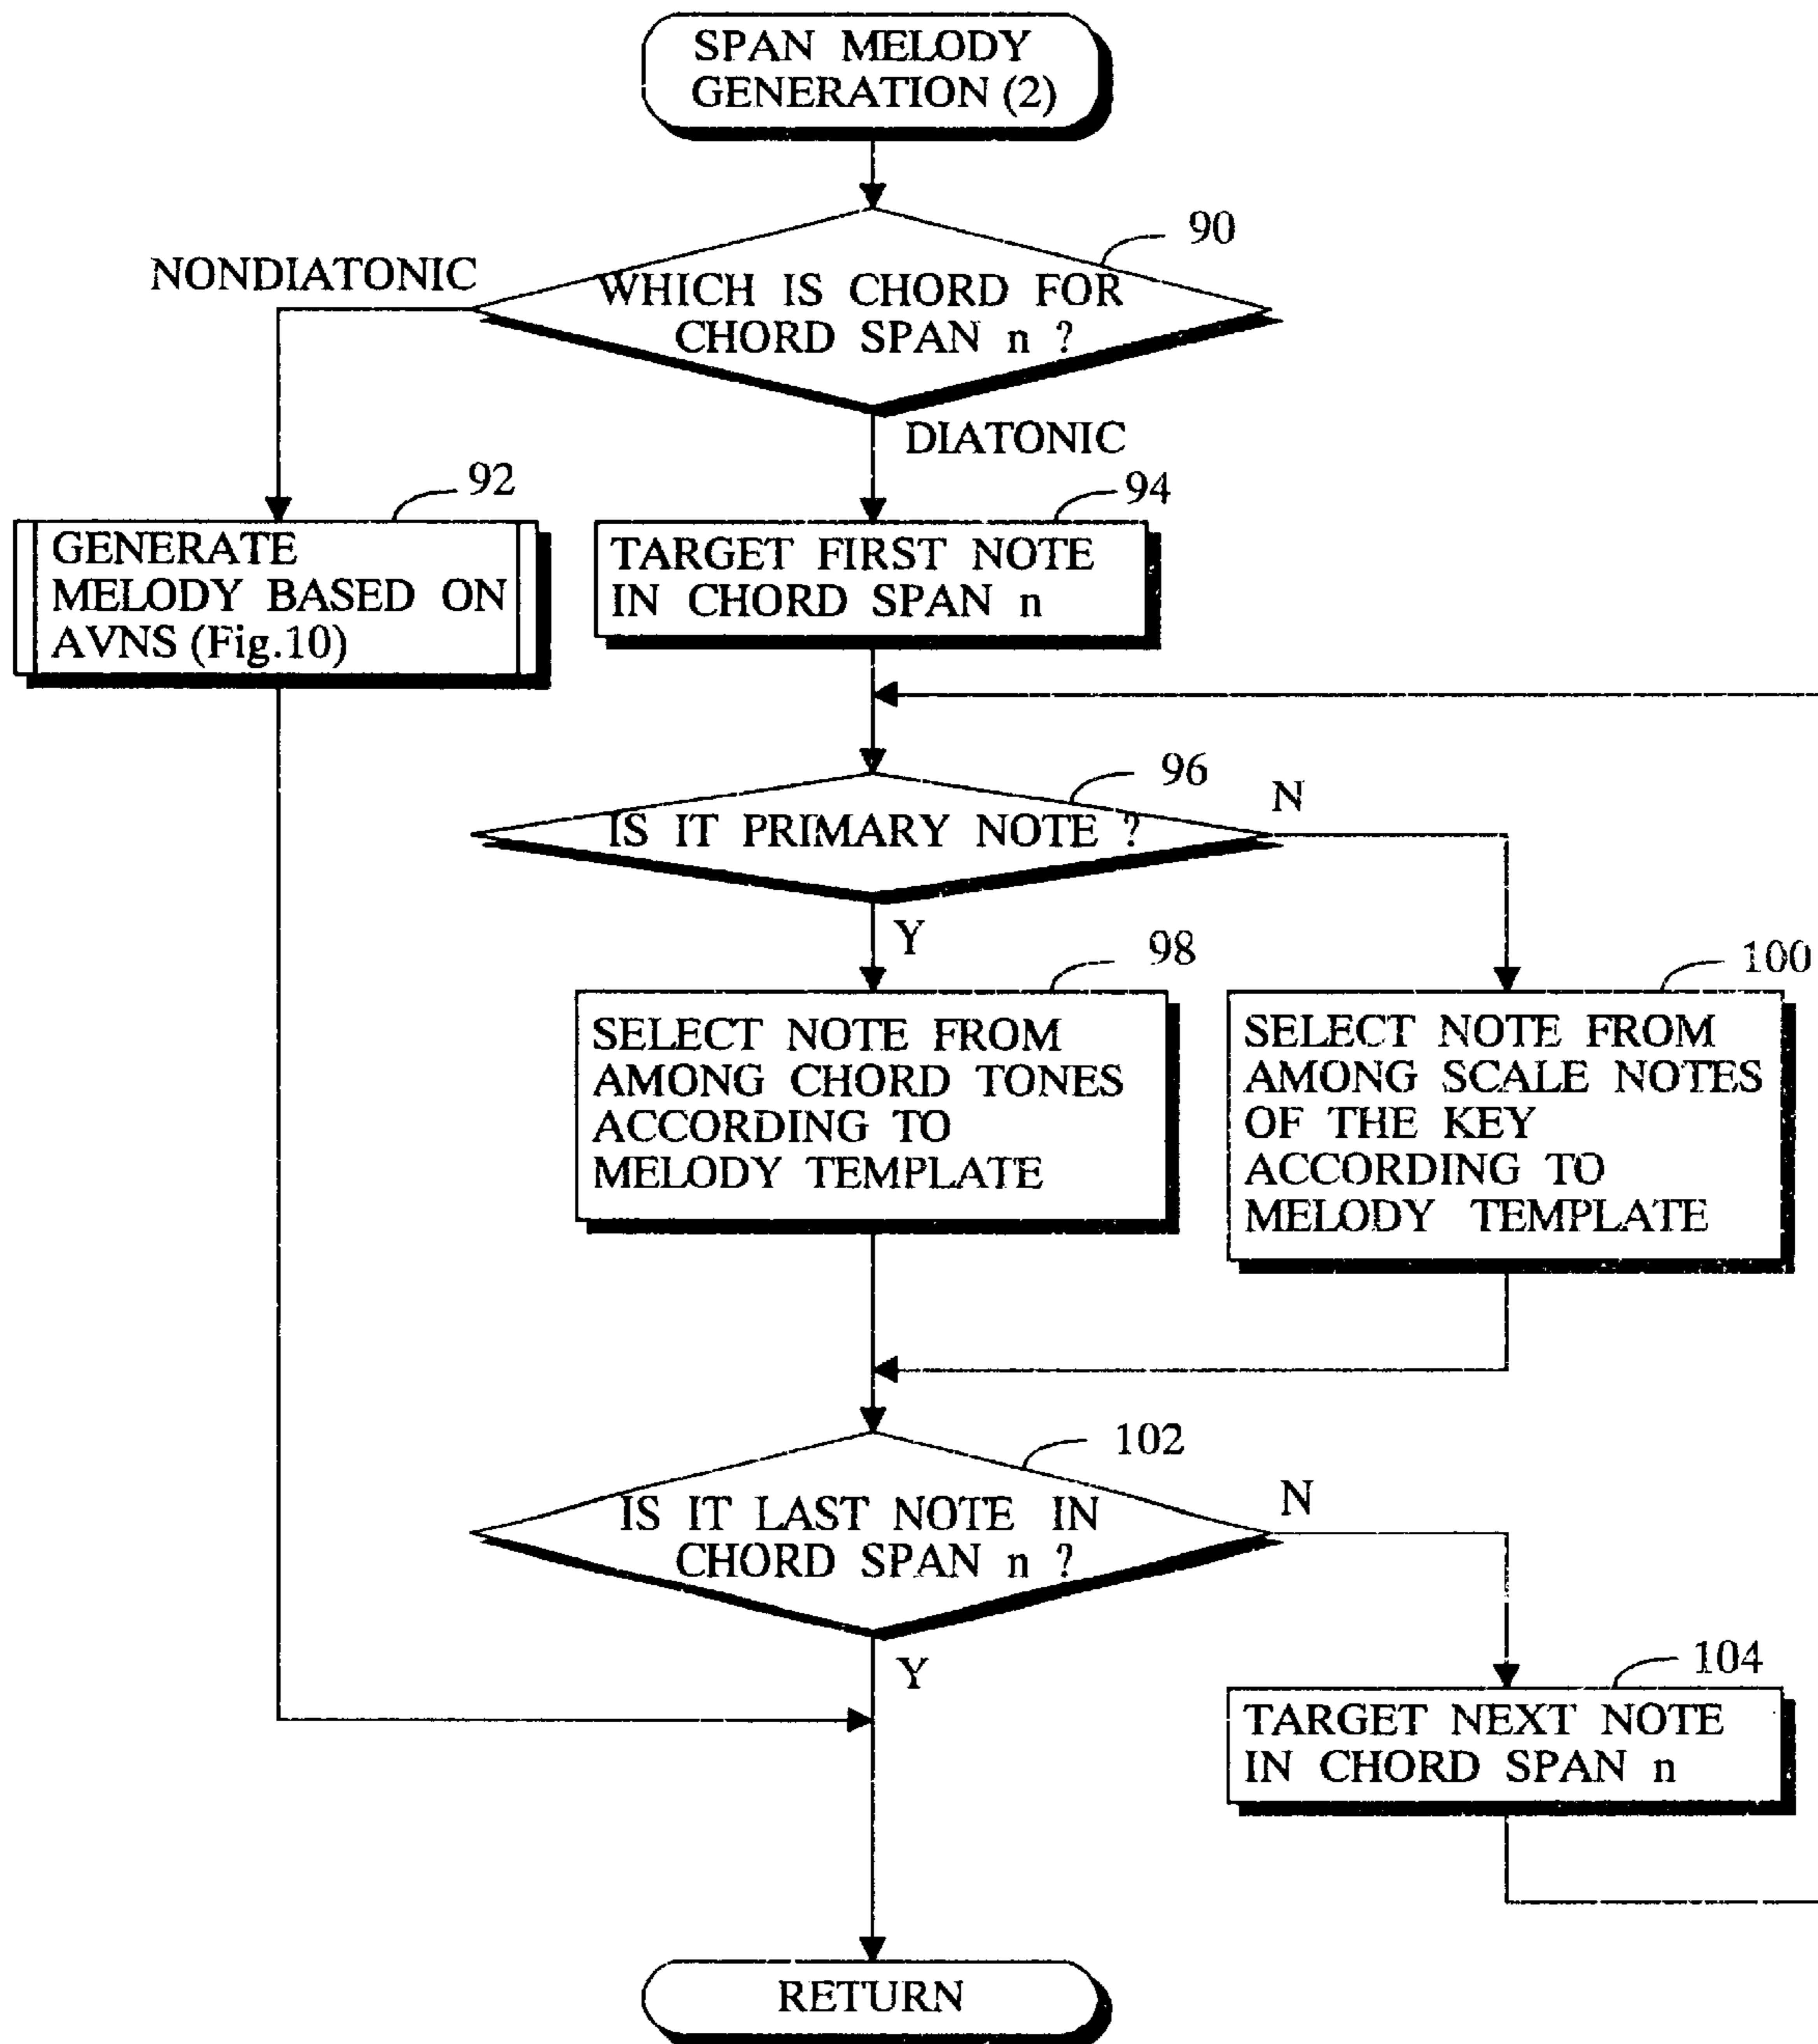 SPAN MELODY
GENERATION (2)
90
NONDIATONIC
WHICH IS CHORD FOR
CHORD SPAN n ?
DIATONIC
92
GENERATE
MELODY BASED ON
AVNS (Fig.10)
94
TARGET FIRST NOTE
IN CHORD SPAN n
96
N
IS IT PRIMARY NOTE ?
Y
98
SELECT NOTE FROM
AMONG CHORD TONES
ACCORDING TO
MELODY TEMPLATE
100
SELECT NOTE FROM
AMONG SCALE NOTES
OF THE KEY
ACCORDING TO
MELODY TEMPLATE
102
N
IS IT LAST NOTE IN
CHORD SPAN n ?
Y
104
TARGET NEXT NOTE
IN CHORD SPAN n
RETURN